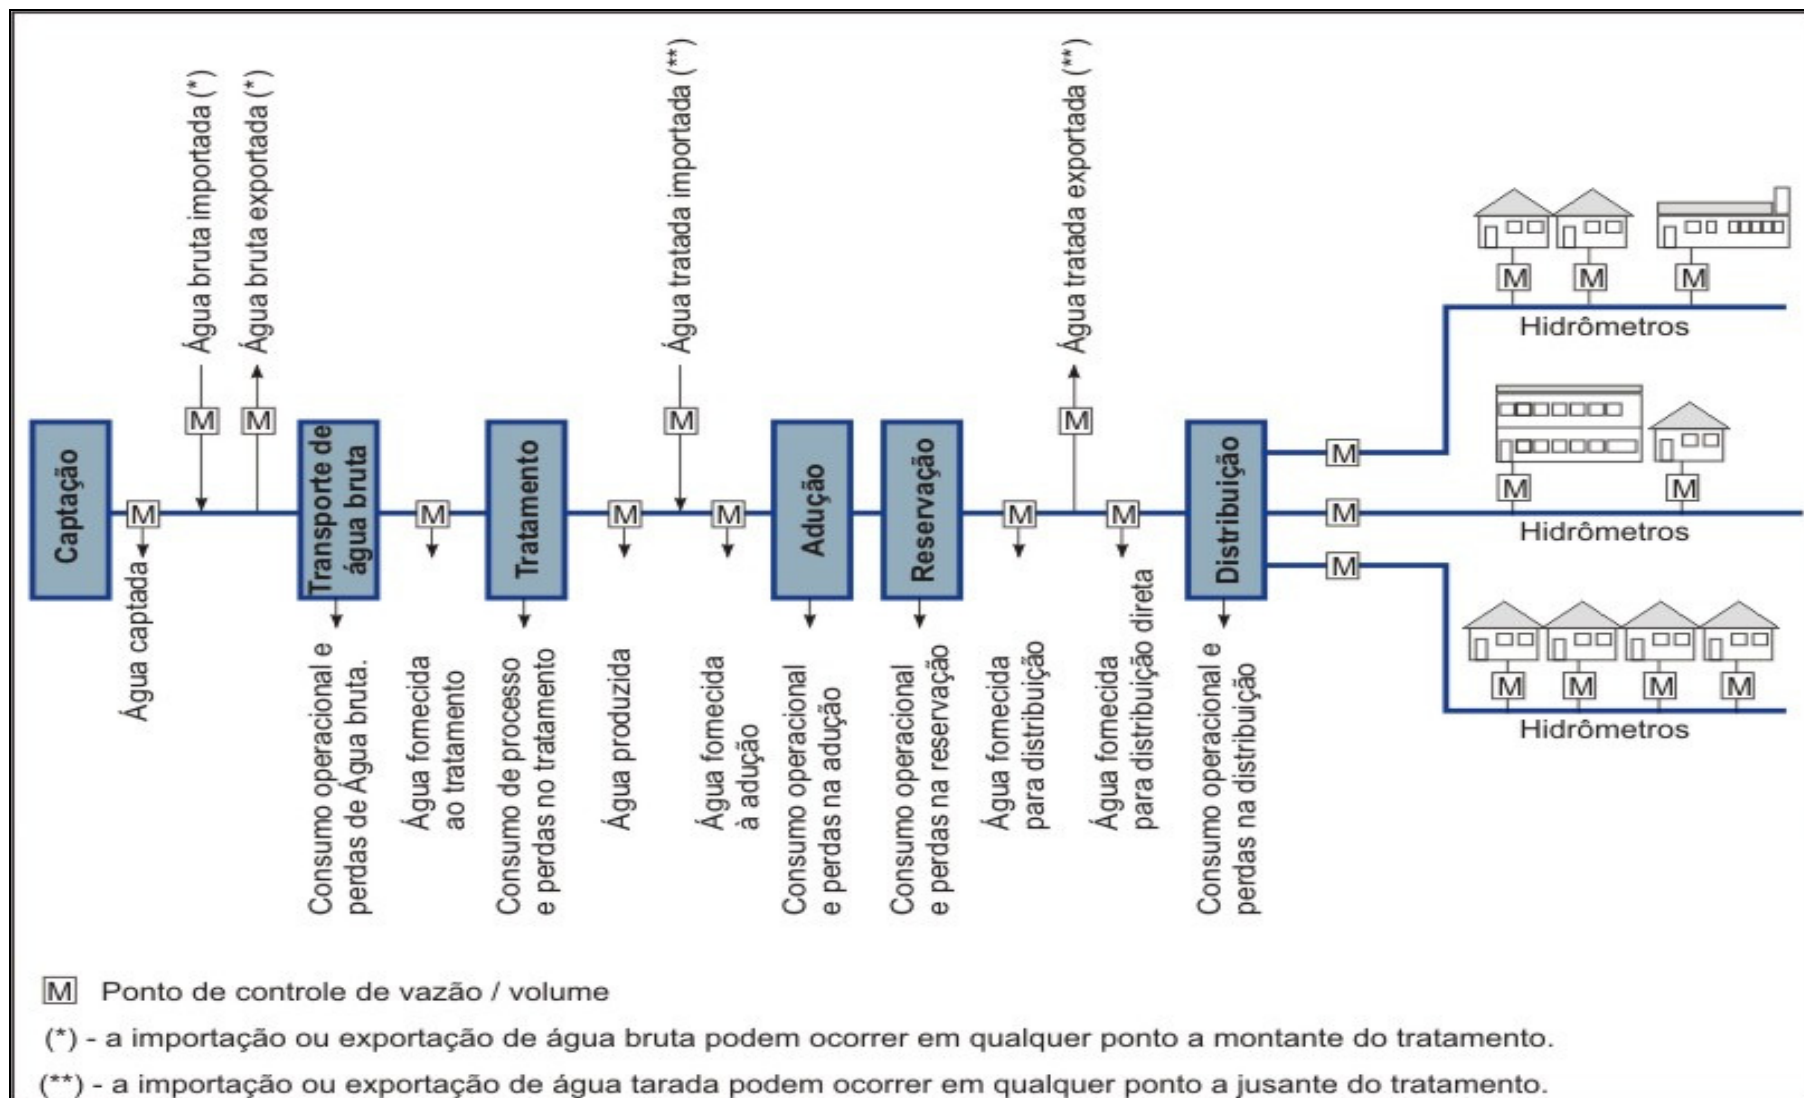 Água bruta importada (*)
Água bruta exportada (*)
Água tratada importada (**)
Água tratada exportada (**)
M
M
M
M
M
M
M
Hidrômetros
M
M
Hidrômetros
M
M
M
M
Hidrômetros
Captação
M
Transporte de
água bruta
M
Tratamento
M
M
Adução
Reservação
M
M
Distribuição
M
M
M
Água captada
Consumo operacional e
perdas de Água bruta.
Água fornecida
ao tratamento
Consumo de processo
e perdas no tratamento
Água produzida
Água fornecida
à adução
Consumo operacional
e perdas na adução
Consumo operacional
e perdas na reservação
Água fornecida
para distribuição
Água fornecida
para distribuição direta
Consumo operacional e
perdas na distribuição
M Ponto de controle de vazão / volume
(*) - a importação ou exportação de água bruta podem ocorrer em qualquer ponto a montante do tratamento.
(**) - a importação ou exportação de água tarada podem ocorrer em qualquer ponto a jusante do tratamento.